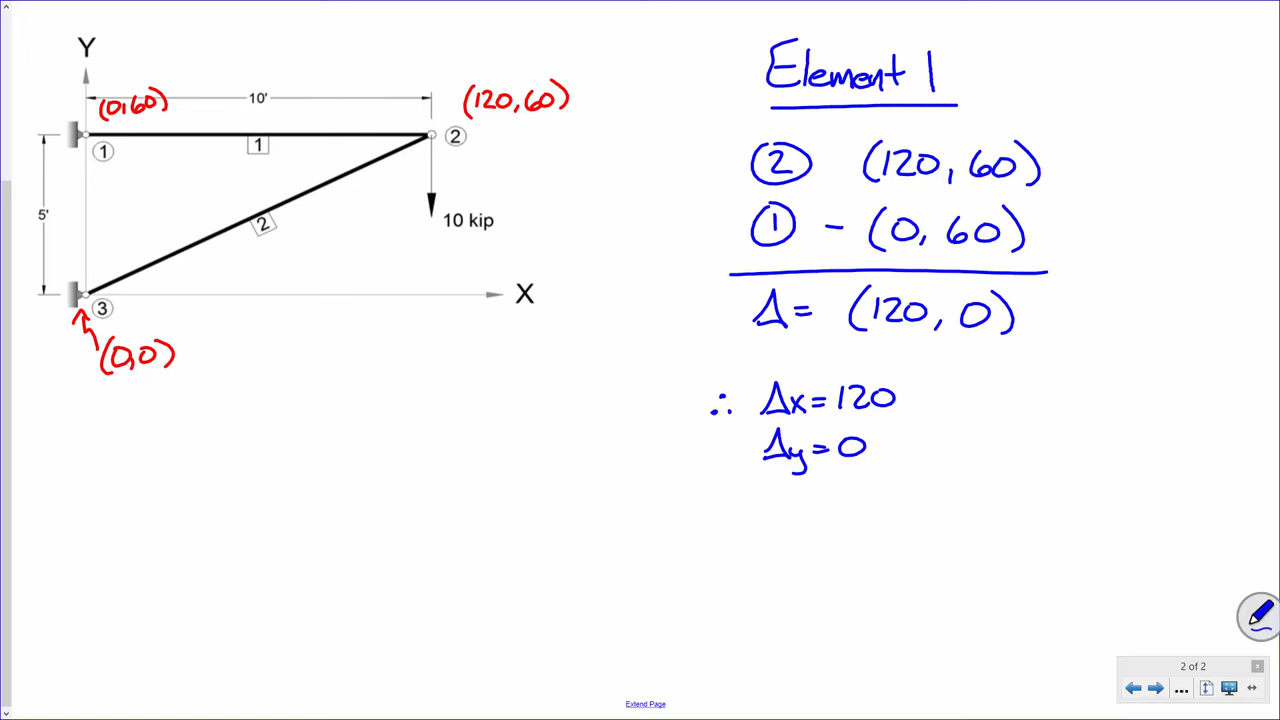 Y
(0,60)
10'
(120,60)
1
1
2
5'
2
10 kip
3
X
(0,0)
Element 1
② (120,60)
① - (0,60)
Δ= (120,0)
∴ Δx=120
Δy=0
2 of 2
...
Extend Page